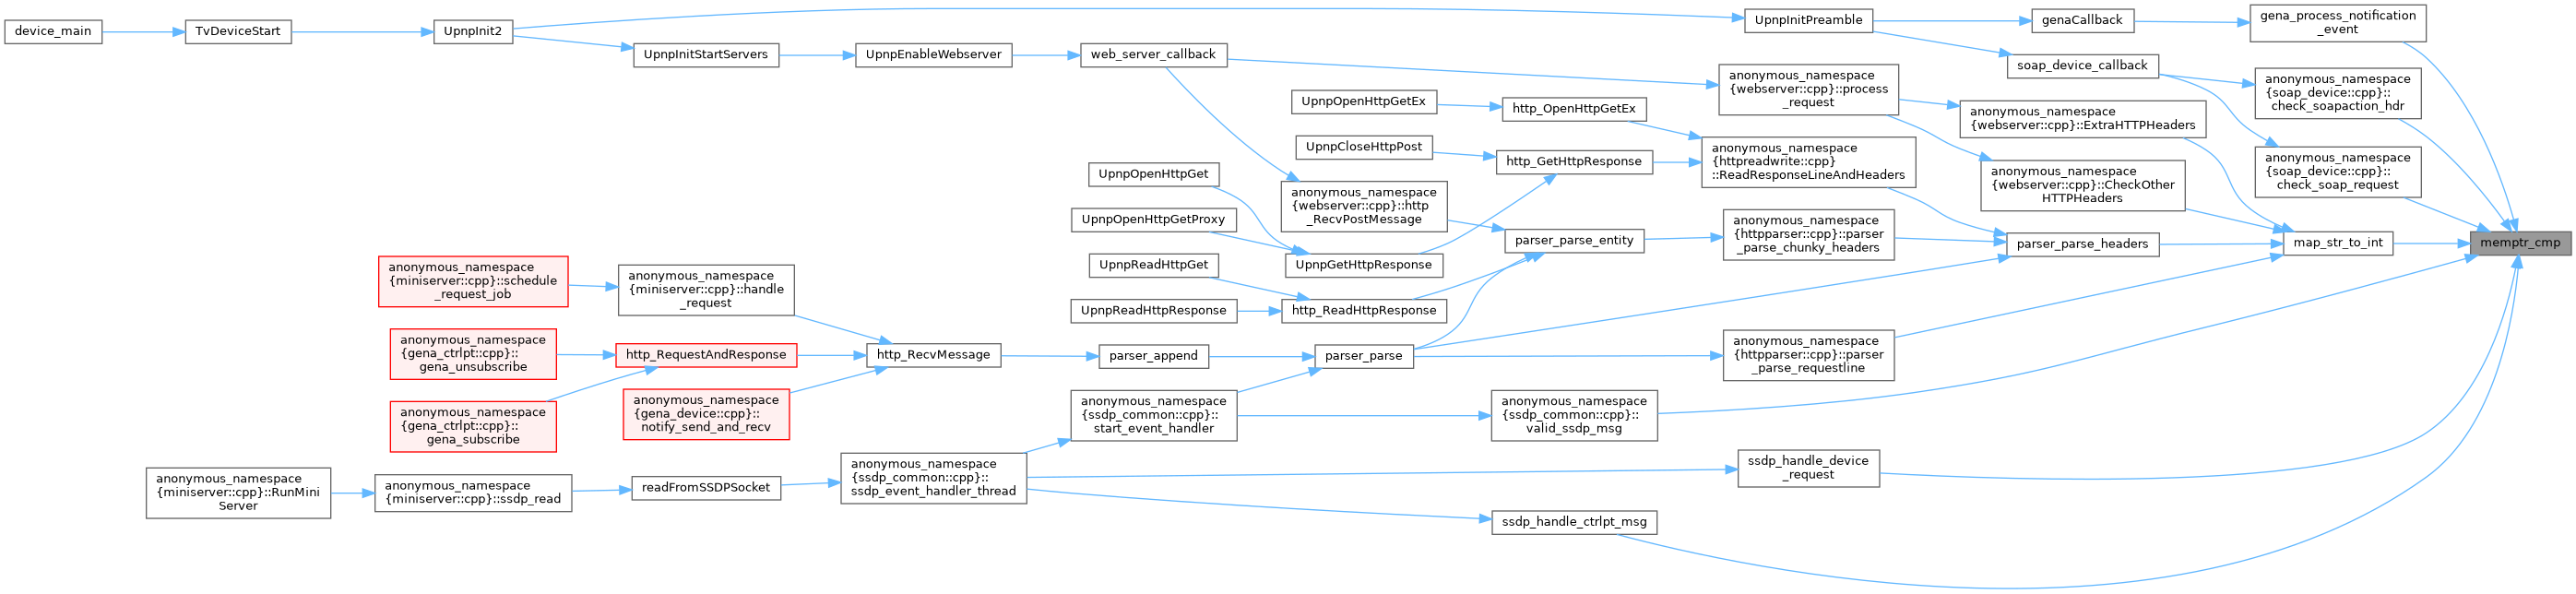 device_main
TvDeviceStart
UpnpInit2
UpnpInitStartServers
UpnpEnableWebserver
web_server_callback
UpnpInitPreamble
genaCallback
gena_process_notification
_event
soap_device_callback
anonymous_namespace
{webserver::cpp}::process
_request
anonymous_namespace
{soap_device::cpp}::
check_soapaction_hdr
UpnpOpenHttpGetEx
http_OpenHttpGetEx
anonymous_namespace
{webserver::cpp}::ExtraHTTPHeaders
UpnpCloseHttpPost
http_GetHttpResponse
anonymous_namespace
{httpreadwrite::cpp}
::ReadResponseLineAndHeaders
anonymous_namespace
{webserver::cpp}::CheckOther
HTTPHeaders
anonymous_namespace
{soap_device::cpp}::
check_soap_request
UpnpOpenHttpGet
anonymous_namespace
{webserver::cpp}::http
_RecvPostMessage
UpnpOpenHttpGetProxy
parser_parse_entity
anonymous_namespace
{httpparser::cpp}::parser
_parse_chunky_headers
parser_parse_headers
map_str_to_int
memptr_cmp
UpnpReadHttpGet
UpnpGetHttpResponse
anonymous_namespace
{miniserver::cpp}::schedule
_request_job
anonymous_namespace
{miniserver::cpp}::handle
_request
UpnpReadHttpResponse
http_ReadHttpResponse
anonymous_namespace
{gena_ctrlpt::cpp}::
gena_unsubscribe
http_RequestAndResponse
http_RecvMessage
parser_append
parser_parse
anonymous_namespace
{httpparser::cpp}::parser
_parse_requestline
anonymous_namespace
{gena_ctrlpt::cpp}::
gena_subscribe
anonymous_namespace
{gena_device::cpp}::
notify_send_and_recv
anonymous_namespace
{ssdp_common::cpp}::
start_event_handler
anonymous_namespace
{ssdp_common::cpp}::
valid_ssdp_msg
anonymous_namespace
{miniserver::cpp}::RunMini
Server
anonymous_namespace
{miniserver::cpp}::ssdp_read
readFromSSDPSocket
anonymous_namespace
{ssdp_common::cpp}::
ssdp_event_handler_thread
ssdp_handle_device
_request
ssdp_handle_ctrlpt_msg